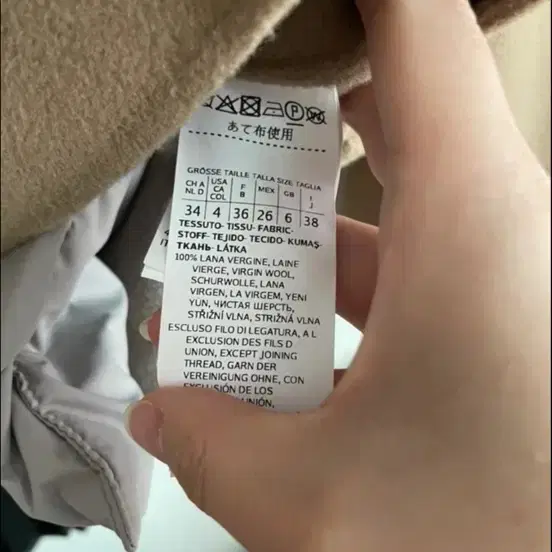 あて布使用
GRÖSSE TAILLE TALLA SIZE TAGLIA
CH A NL D USA CA COL F B MEX GB I J
34 4 36 26 6 38
TESSUTO- TISSU- FABRIC-
STOFF- TEJIDO- TECIDO- KUMAŞ-
ТКАНЬ- LÁTKA
100% LANA VERGINE, LAINE
VIERGE, VIRGIN WOOL,
SCHURWOLLE, LANA
VIRGEN, LA VIRGEM, YENI
YUN, ЧИСТАЯ ШЕРСТЬ,
STŘIŽNÍ VLNA, STRIŽNÁ VLNA
ESCLUSO FILO DI LEGATURA, A L
EXCLUSION DES FILS D
UNION, EXCEPT JOINING
THREAD, GARN DER
VEREINIGUNG OHNE, CON
EXCLUSIÓN DE LOS